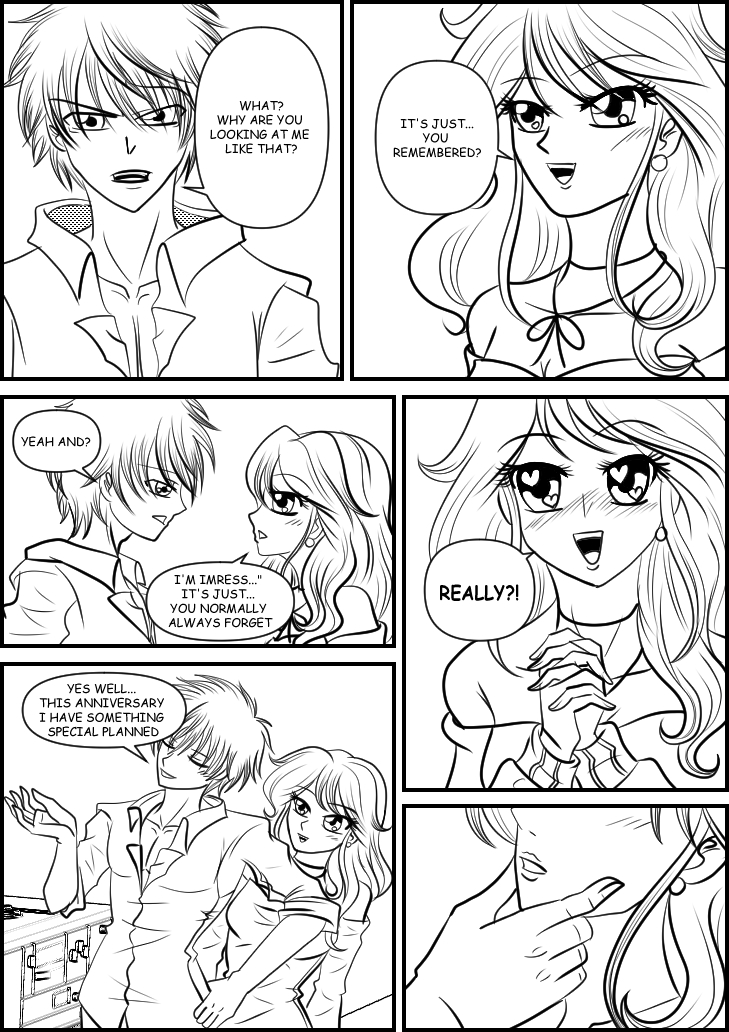 WHAT?
WHY ARE YOU
LOOKING AT ME
LIKE THAT?
IT'S JUST...
YOU
REMEMBERED?
YEAH AND?
I'M IMRESS..."
IT'S JUST...
YOU NORMALLY
ALWAYS FORGET
REALLY?!
YES WELL...
THIS ANNIVERSARY
I HAVE SOMETHING
SPECIAL PLANNED